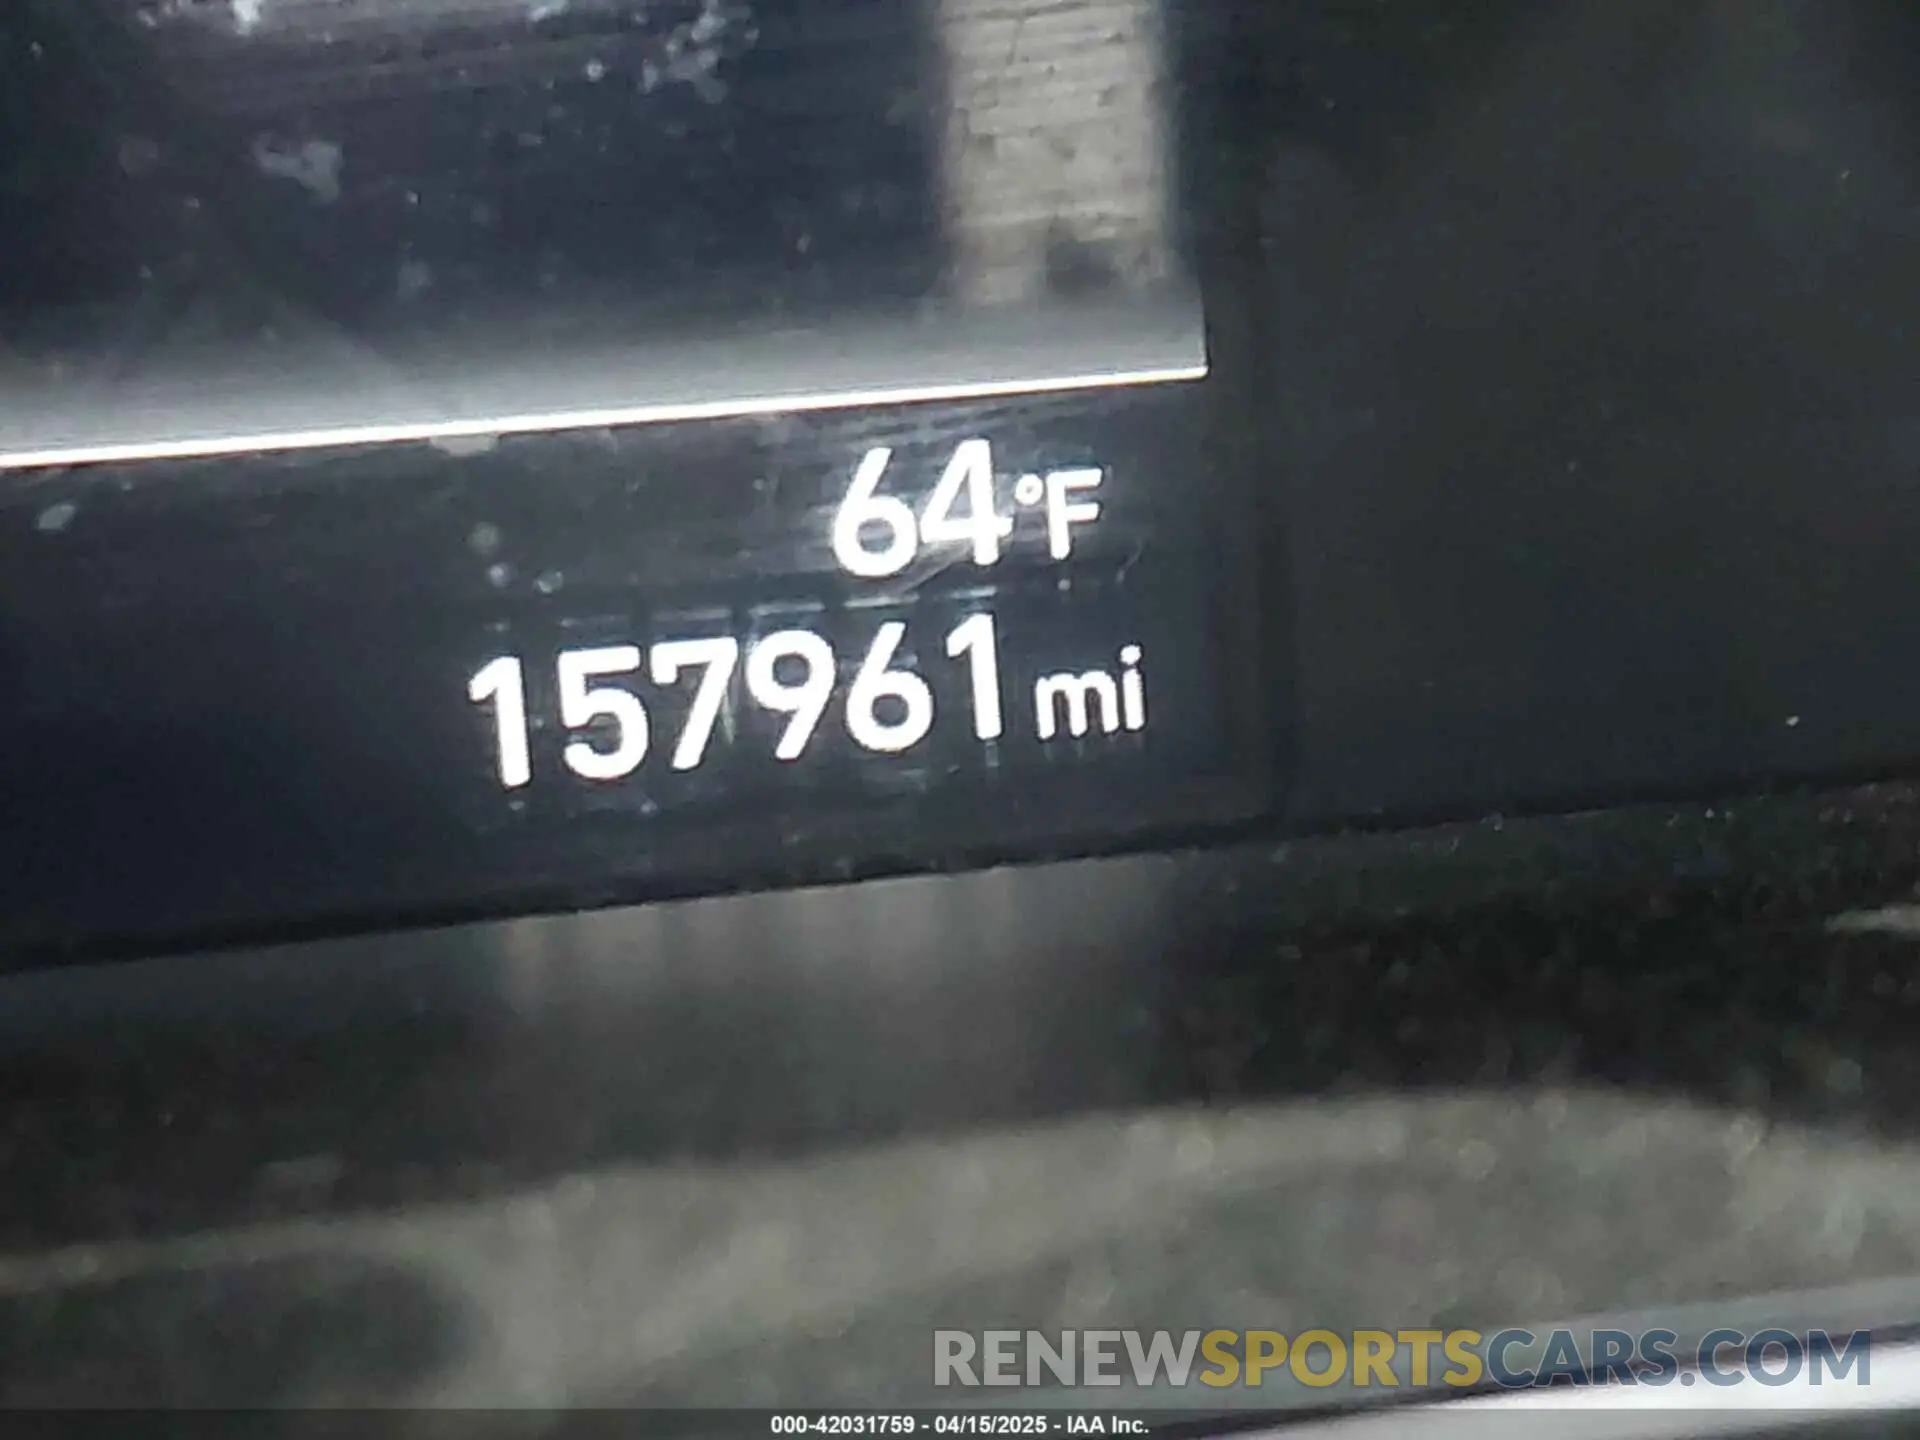 64°F
157961 mi
RENEWSPORTSCARS.COM
000-42031759 - 04/15/2025 - IAA Inc.